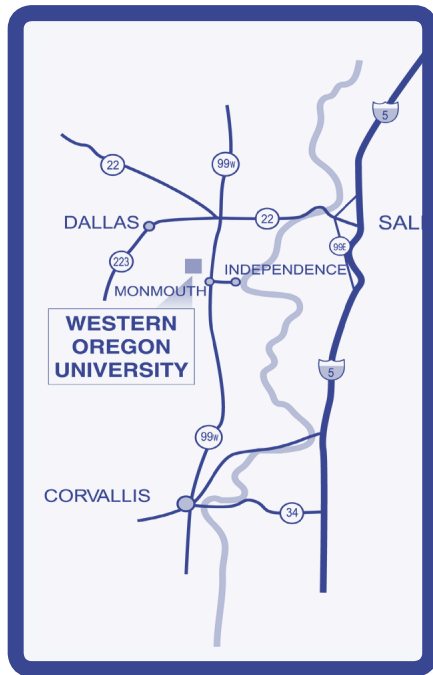 5
22
99W
DALLAS
22
SAL
99E
223
INDEPENDENCE
MONMOUTH
WESTERN
OREGON
UNIVERSITY
5
99W
CORVALLIS
34